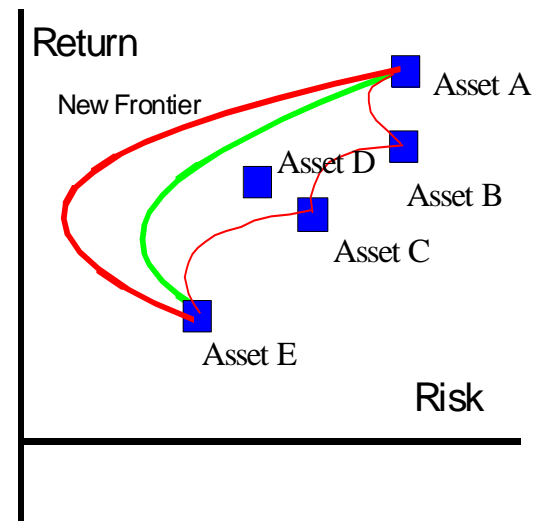 Return
Asset A
New Frontier
Asset D
Asset B
Asset C
Asset E
Risk